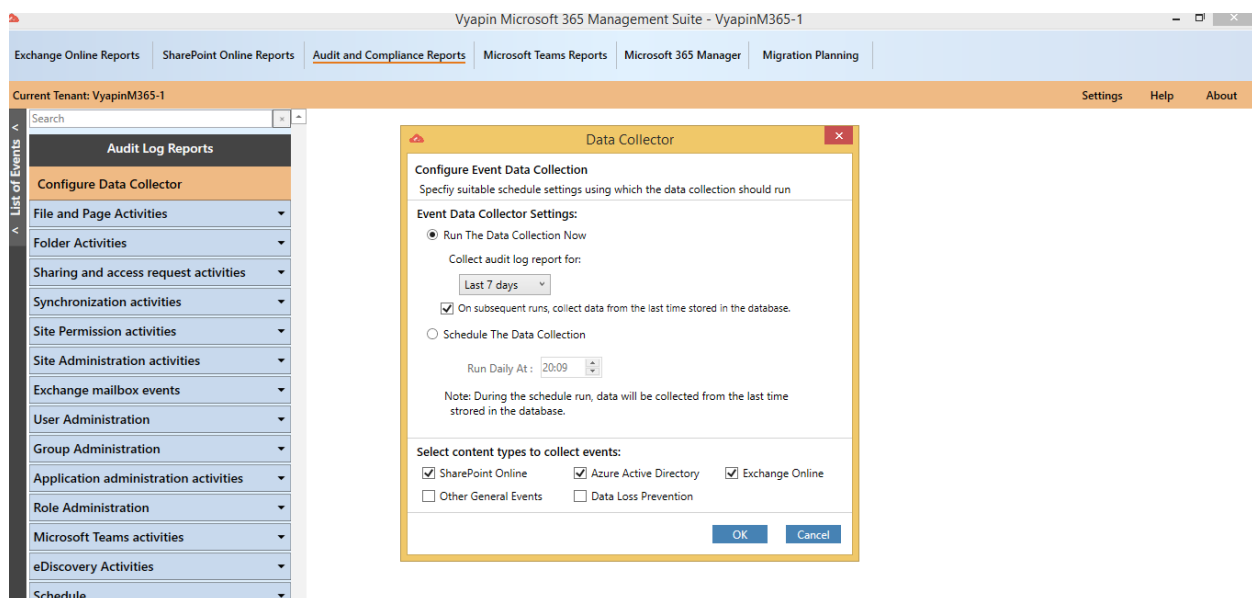 Vyapin Microsoft 365 Management Suite - VyapinM365-1
Exchange Online Reports SharePoint Online Reports Audit and Compliance Reports Microsoft Teams Reports Microsoft 365 Manager Migration Planning
Current Tenant: VyapinM365-1 Settings Help About
< List of Events <
Search
Audit Log Reports
Configure Data Collector
File and Page Activities
Folder Activities
Sharing and access request activities
Synchronization activities
Site Permission activities
Site Administration activities
Exchange mailbox events
User Administration
Group Administration
Application administration activities
Role Administration
Microsoft Teams activities
eDiscovery Activities
Schedule
Data Collector
Configure Event Data Collection
Specfiy suitable schedule settings using which the data collection should run
Event Data Collector Settings:
Run The Data Collection Now
Collect audit log report for:
Last 7 days
On subsequent runs, collect data from the last time stored in the database.
Schedule The Data Collection
Run Daily At : 20:09
Note: During the schedule run, data will be collected from the last time
strored in the database.
Select content types to collect events:
SharePoint Online Azure Active Directory Exchange Online
Other General Events Data Loss Prevention
OK Cancel